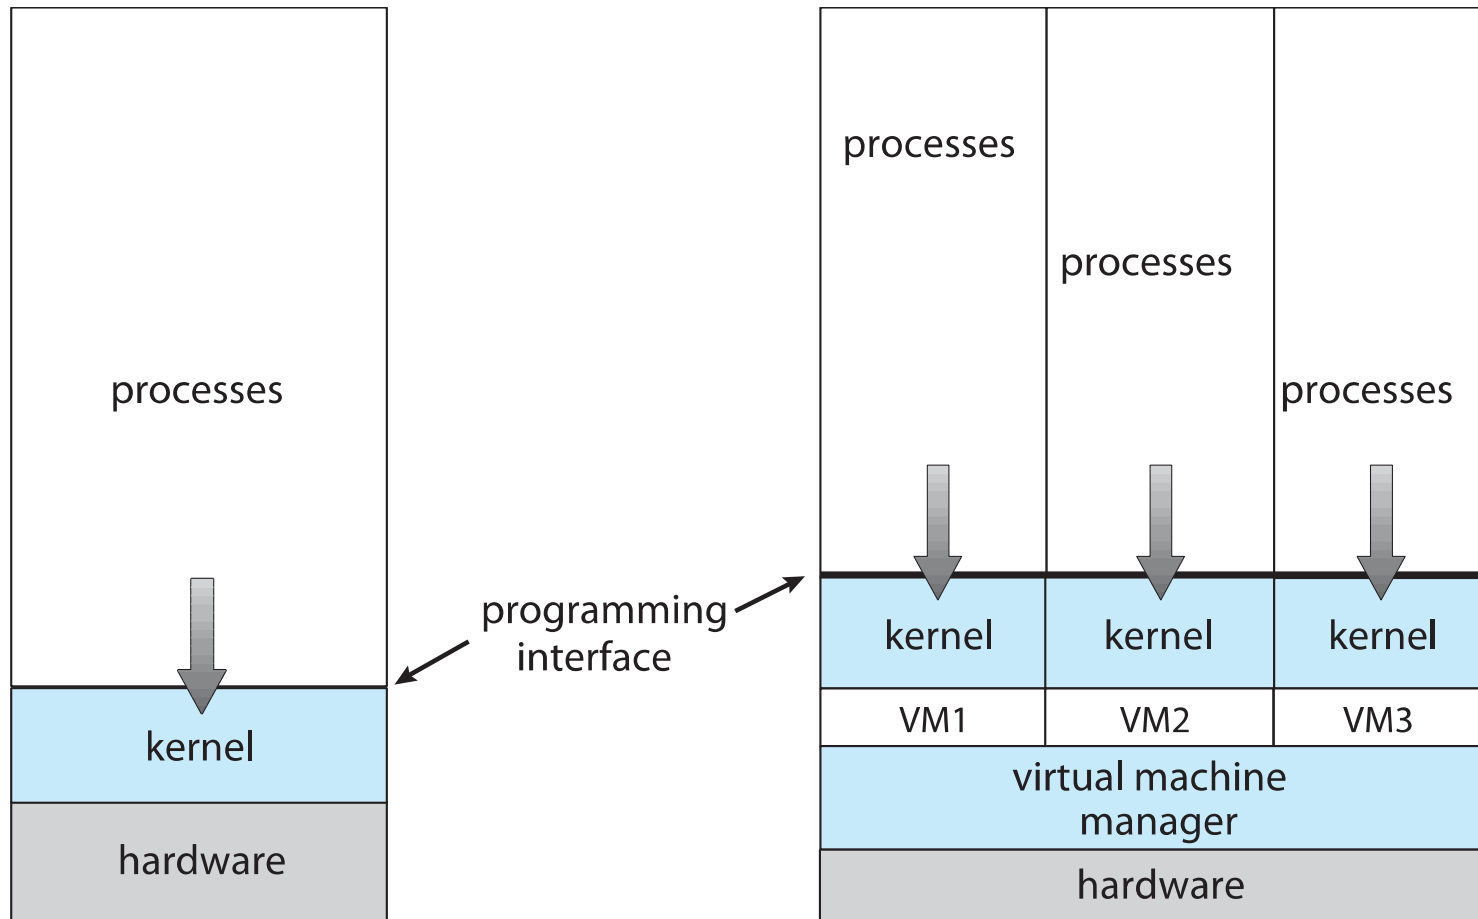 processes
kernel
hardware
programming
interface
processes
processes
processes
kernel
kernel
kernel
VM1
VM2
VM3
virtual machine
manager
hardware